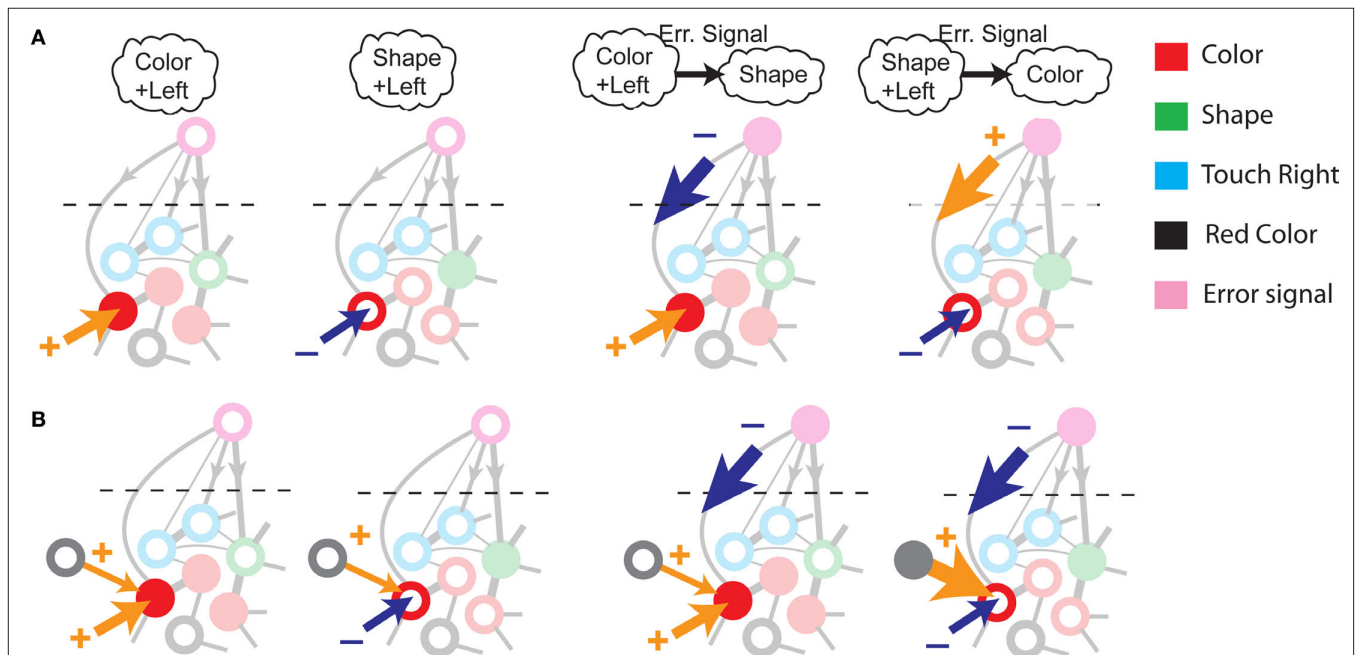 A
Color
+Left
Shape
+Left
Err. Signal
Color
+Left
Shape
Err. Signal
Shape
+Left
Color
Color
Shape
Touch Right
Red Color
Error signal
–
+
+
–
+
–
B
–
–
+
+
+
+
+
–
+
–